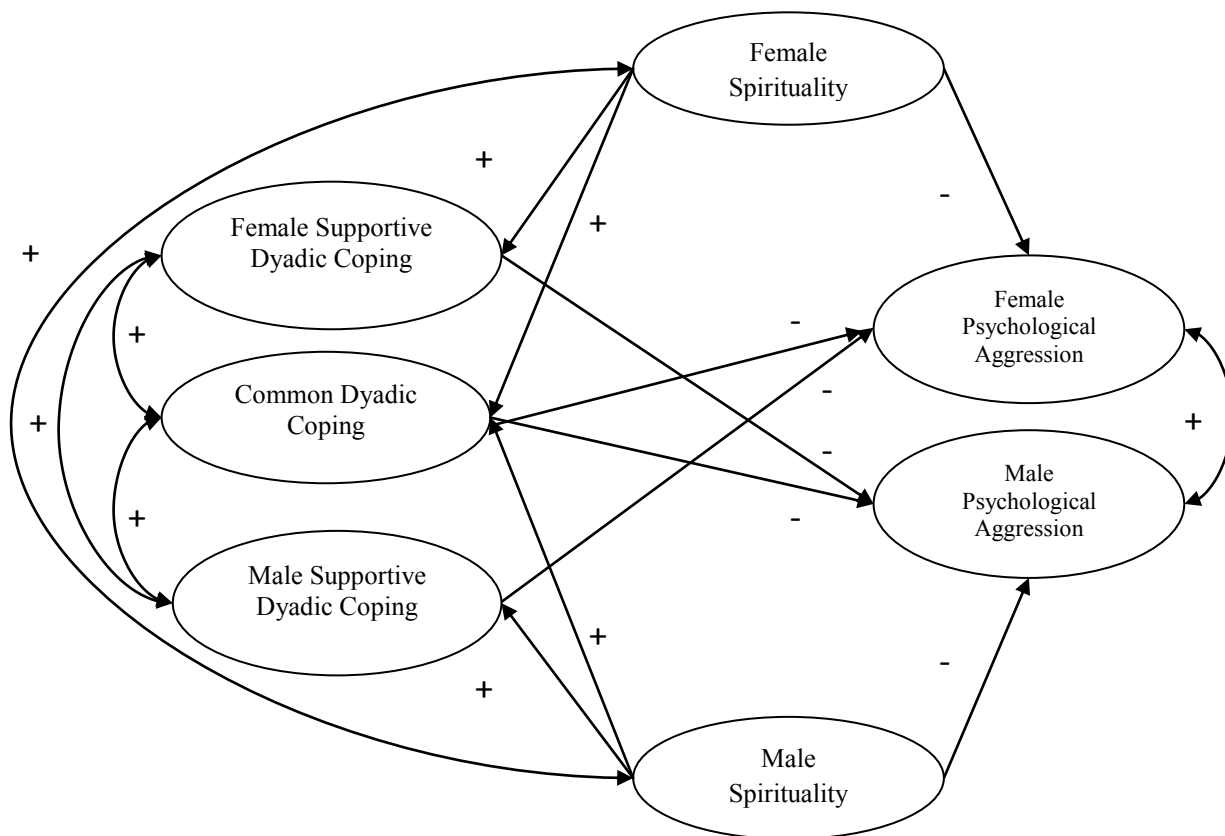 Female
Spirituality
+
-
+
+
Female Supportive
Dyadic Coping
+
Female
Psychological
Aggression
-
+
-
Common Dyadic
Coping
+
+
-
Male
Psychological
Aggression
+
-
Male Supportive
Dyadic Coping
+
-
+
Male
Spirituality